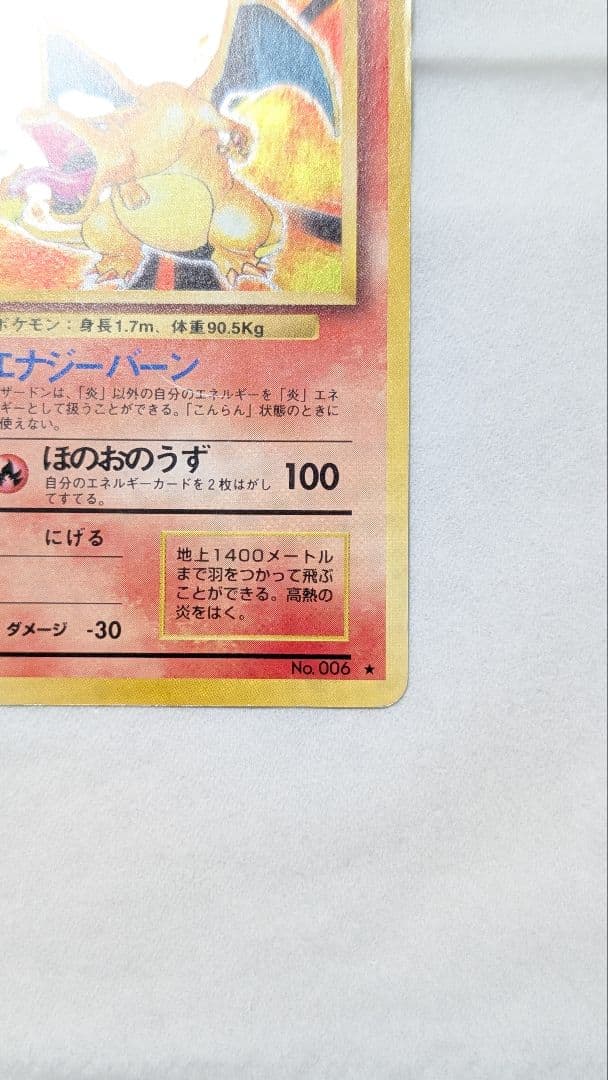 ポケモン：身長1.7m、体重90.5Kg
エナジーバーン
ザードンは、「炎」以外の自分のエネルギーを「炎」エネ
ギーとして扱うことができる。「こんらん」状態のときに
使えない。
ほのおのうず 100
自分のエネルギーカードを２枚はがし
てすてる。
にげる
地上1400メートル
まで羽をつかって飛ぶ
ことができる。高熱の
炎をはく。
ダメージ -30
No. 006 ★